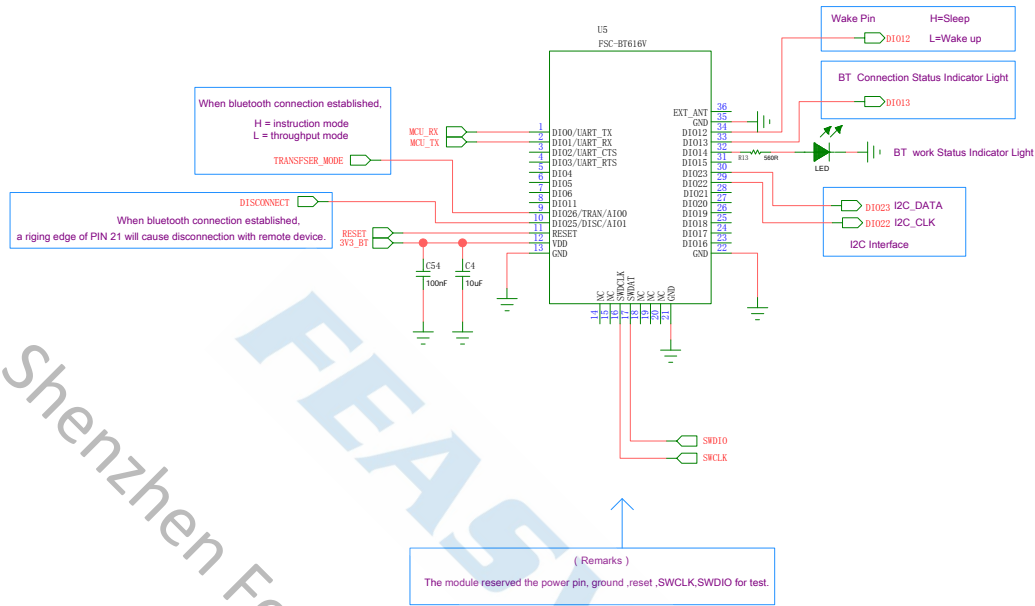 Wake Pin H=Sleep
DIO12 L=Wake up
BT Connection Status Indicator Light
DIO13
U5
FSC-BT616V
When bluetooth connection established,
H = instruction mode
L = throughput mode
TRANSFSER_MODE
DISCONNECT
When bluetooth connection established,
a riging edge of PIN 21 will cause disconnection with remote device.
MCU_RX
MCU_TX
RESET
3V3_BT
C54
100nF
C4
10uF
1 DIO0/UART_TX
2 DIO1/UART_RX
3 DIO2/UART_CTS
4 DIO3/UART_RTS
5 DIO4
6 DIO5
7 DIO6
8 DIO11
9 DIO26/TRAN/AIO0
10 DIO25/DISC/AIO1
11 RESET
12 VDD
13 GND
EXT_ANT 36
GND 35
DIO12 34
DIO13 33
DIO14 32
DIO15 31
DIO23 30
DIO22 29
DIO21 28
DIO20 27
DIO19 26
DIO18 25
DIO17 24
DIO16 23
GND 22
14 NC
15 NC
16 SWDCLK
17 SWDAT
18 NC
19 NC
20 NC
21 GND
R13 560R
LED
BT work Status Indicator Light
DIO23 I2C_DATA
DIO22 I2C_CLK
I2C Interface
SWDIO
SWCLK
( Remarks )
The module reserved the power pin, ground ,reset ,SWCLK,SWDIO for test.
Shenzhen Fe
FEASY